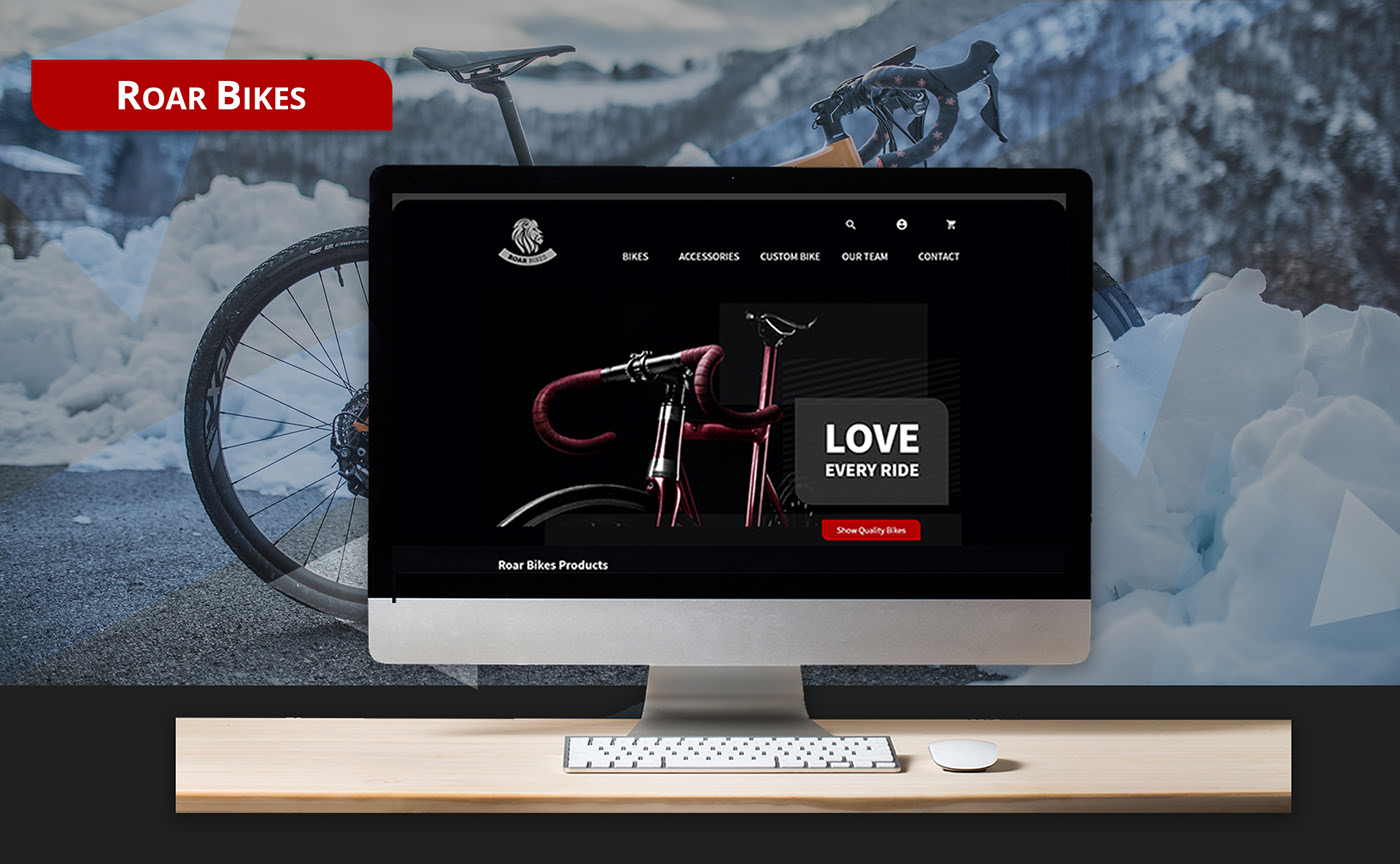 ROAR BIKES
ROAR BIKES
BIKES
ACCESSORIES
CUSTOM BIKE
OUR TEAM
CONTACT
LOVE
EVERY RIDE
Show Quality Bikes
Roar Bikes Products